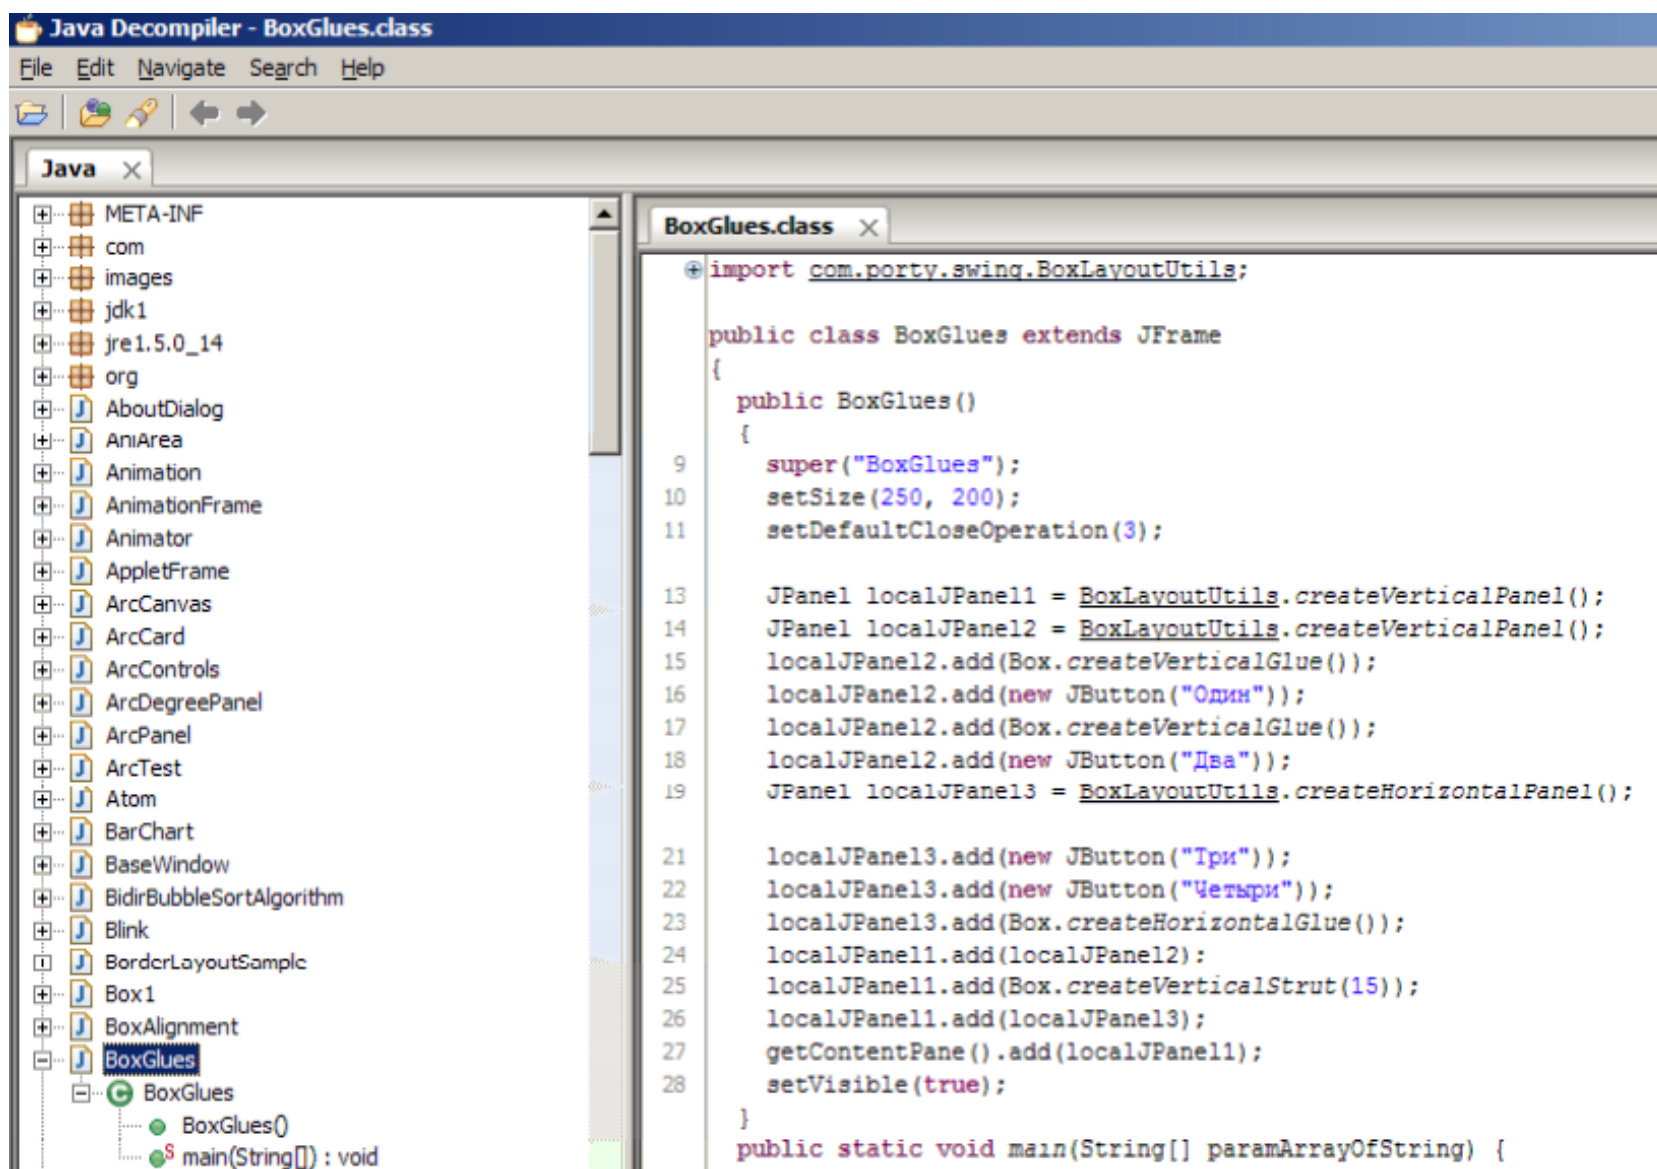 Java Decompiler - BoxGlues.class
File Edit Navigate Search Help
Java
META-INF
com
images
jdk1
jre1.5.0_14
org
AboutDialog
AniArea
Animation
AnimationFrame
Animator
AppletFrame
ArcCanvas
ArcCard
ArcControls
ArcDegreePanel
ArcPanel
ArcTest
Atom
BarChart
BaseWindow
BidirBubbleSortAlgorithm
Blink
BorderLayoutSample
Box1
BoxAlignment
BoxGlues
BoxGlues
BoxGlues()
main(String[]) : void
BoxGlues.class
import com.porty.swing.BoxLayoutUtils;
public class BoxGlues extends JFrame
{
public BoxGlues()
{
9 super("BoxGlues");
10 setSize(250, 200);
11 setDefaultCloseOperation(3);
13 JPanel localJPanel1 = BoxLayoutUtils.createVerticalPanel();
14 JPanel localJPanel2 = BoxLayoutUtils.createVerticalPanel();
15 localJPanel2.add(Box.createVerticalGlue());
16 localJPanel2.add(new JButton("Один"));
17 localJPanel2.add(Box.createVerticalGlue());
18 localJPanel2.add(new JButton("Два"));
19 JPanel localJPanel3 = BoxLayoutUtils.createHorizontalPanel();
21 localJPanel3.add(new JButton("Три"));
22 localJPanel3.add(new JButton("Четыри"));
23 localJPanel3.add(Box.createHorizontalGlue());
24 localJPanel1.add(localJPanel2);
25 localJPanel1.add(Box.createVerticalStrut(15));
26 localJPanel1.add(localJPanel3);
27 getContentPane().add(localJPanel1);
28 setVisible(true);
}
public static void main(String[] paramArrayOfString) {